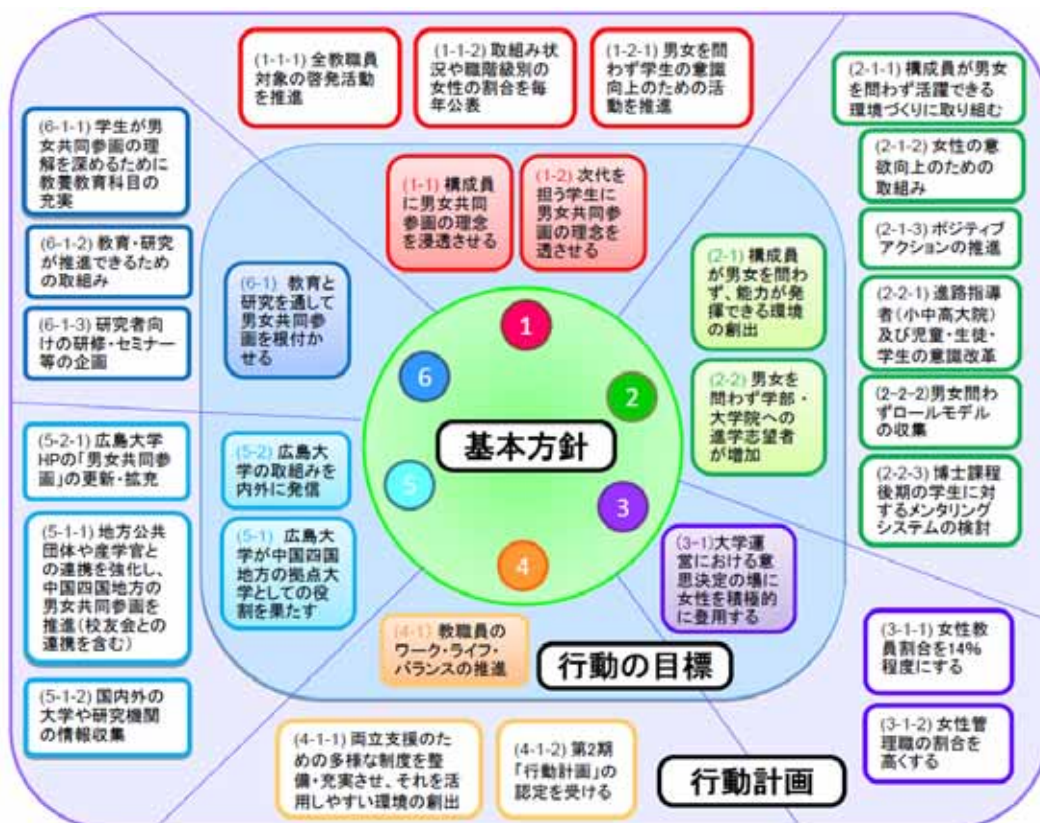 (1-1-1) 全教職員
対象の啓発活動
を推進
(1-1-2) 取組み状
況や職階級別の
女性の割合を毎
年公表
(1-2-1) 男女を問
わず学生の意識
向上のための活
動を推進
(1-1) 構成員
に男女共同
参画の理念
を浸透させる
(1-2) 次代を
担う学生に
男女共同参
画の理念を
透させる
(2-1-1) 構成員が男女
を問わず活躍できる
環境づくりに取り組む
(2-1-2) 女性の意
欲向上のための
取組み
(2-1-3) ポジティブ
アクションの推進
(2-2-1) 進路指導
者(小中高大院)
及び児童・生徒・
学生の意識改革
(2-2-2)男女問わ
ずロールモデル
の収集
(2-2-3) 博士課程
後期の学生に対
するメンタリング
システムの検討
(2-1) 構成員
が男女を問わ
ず、能力が発
揮できる環境
の創出
(2-2) 男女を
問わず学部・
大学院への
進学志望者
が増加
(6-1-1) 学生が男
女共同参画の理
解を深めるために
教養教育科目の
充実
(6-1-2) 教育・研究
が推進できるため
の取組み
(6-1-3) 研究者向
けの研修・セミナー
等の企画
(6-1) 教育と
研究を通して
男女共同参
画を根付か
せる
1
2
3
4
5
6
基本方針
(5-2-1) 広島大学
HPの「男女共同参
画」の更新・拡充
(5-1-1) 地方公共
団体や産学官と
の連携を強化し、
中国四国地方の
男女共同参画を
推進(校友会との
連携を含む)
(5-1-2) 国内外の
大学や研究機関
の情報収集
(5-2) 広島大
学の取組みを
内外に発信
(5-1) 広島大
学が中国四国
地方の拠点大
学としての役
割を果たす
(3-1)大学運
営における意
思決定の場に
女性を積極的
に登用する
(4-1) 教職員の
ワーク・ライフ・
バランスの推進
行動の目標
(3-1-1) 女性教
員割合を14%
程度にする
(3-1-2) 女性管
理職の割合を
高くする
(4-1-1) 両立支援のた
めの多様な制度を整
備・充実させ、それを活
用しやすい環境の創出
(4-1-2) 第2期
「行動計画」の
認定を受ける
行動計画